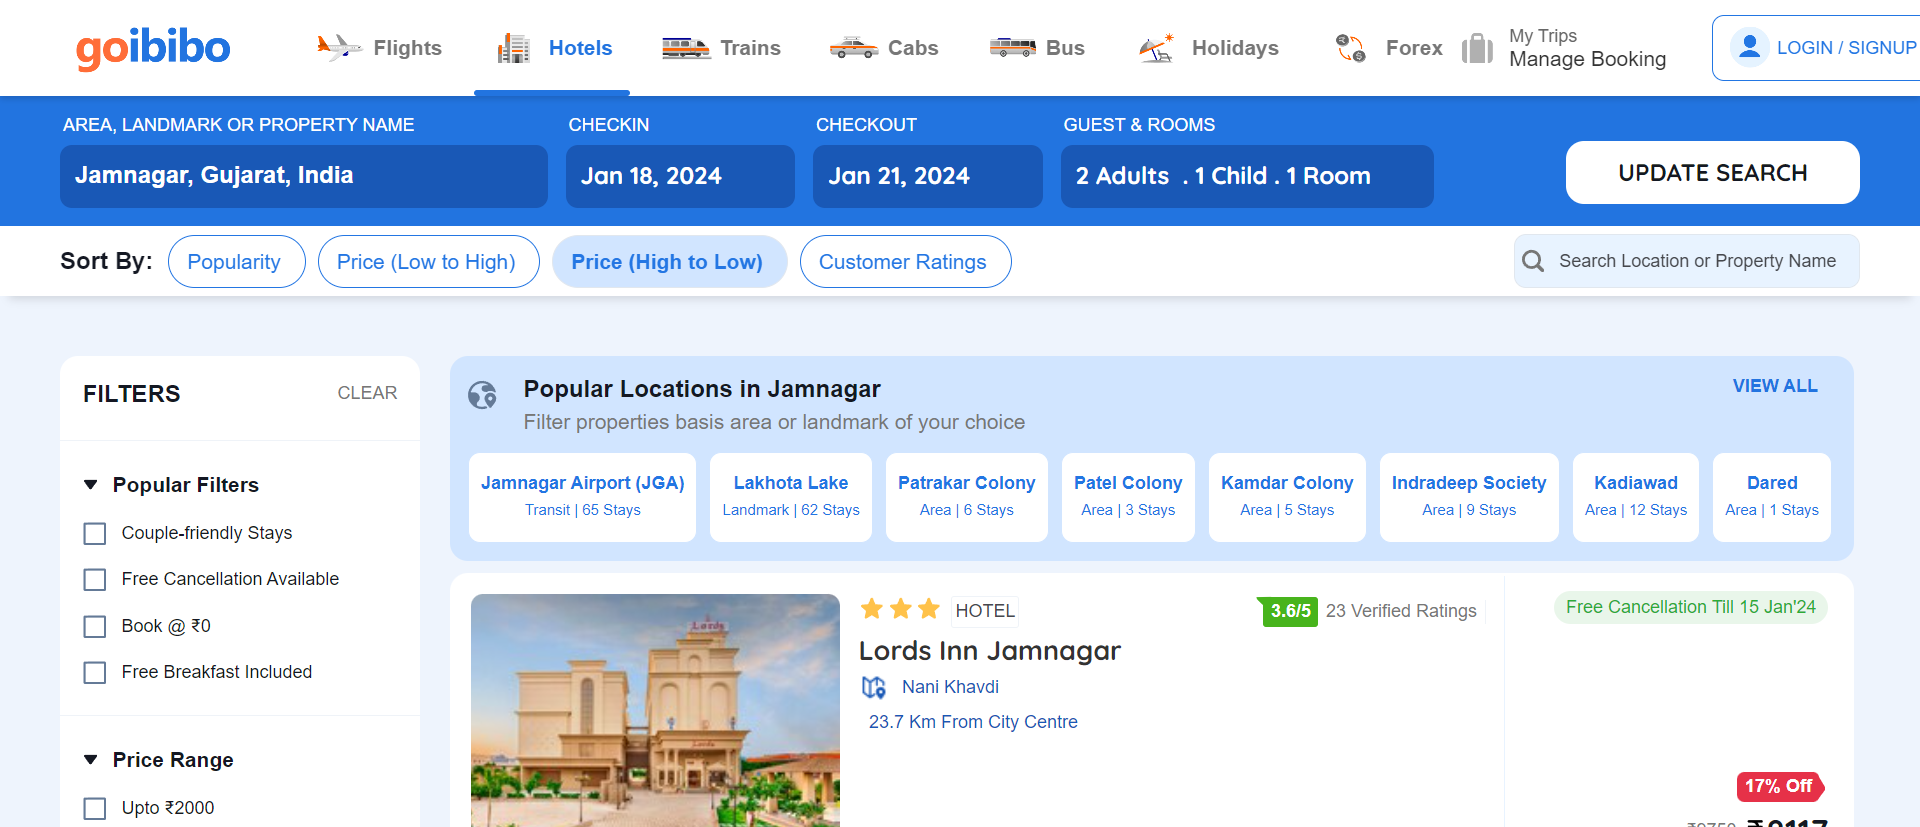 goibibo
Flights
Hotels
Trains
Cabs
Bus
Holidays
Forex
My Trips
Manage Booking
LOGIN / SIGNUP
AREA, LANDMARK OR PROPERTY NAME
CHECKIN
CHECKOUT
GUEST & ROOMS
Jamnagar, Gujarat, India
Jan 18, 2024
Jan 21, 2024
2 Adults . 1 Child . 1 Room
UPDATE SEARCH
Sort By:
Popularity
Price (Low to High)
Price (High to Low)
Customer Ratings
Search Location or Property Name
FILTERS
CLEAR
Popular Filters
Couple-friendly Stays
Free Cancellation Available
Book @ ₹0
Free Breakfast Included
Price Range
Upto ₹2000
Popular Locations in Jamnagar
VIEW ALL
Filter properties basis area or landmark of your choice
Jamnagar Airport (JGA)
Transit | 65 Stays
Lakhota Lake
Landmark | 62 Stays
Patrakar Colony
Area | 6 Stays
Patel Colony
Area | 3 Stays
Kamdar Colony
Area | 5 Stays
Indradeep Society
Area | 9 Stays
Kadiawad
Area | 12 Stays
Dared
Area | 1 Stays
Lords
Lords
HOTEL
3.6/5
23 Verified Ratings
Lords Inn Jamnagar
Nani Khavdi
23.7 Km From City Centre
Free Cancellation Till 15 Jan'24
17% Off